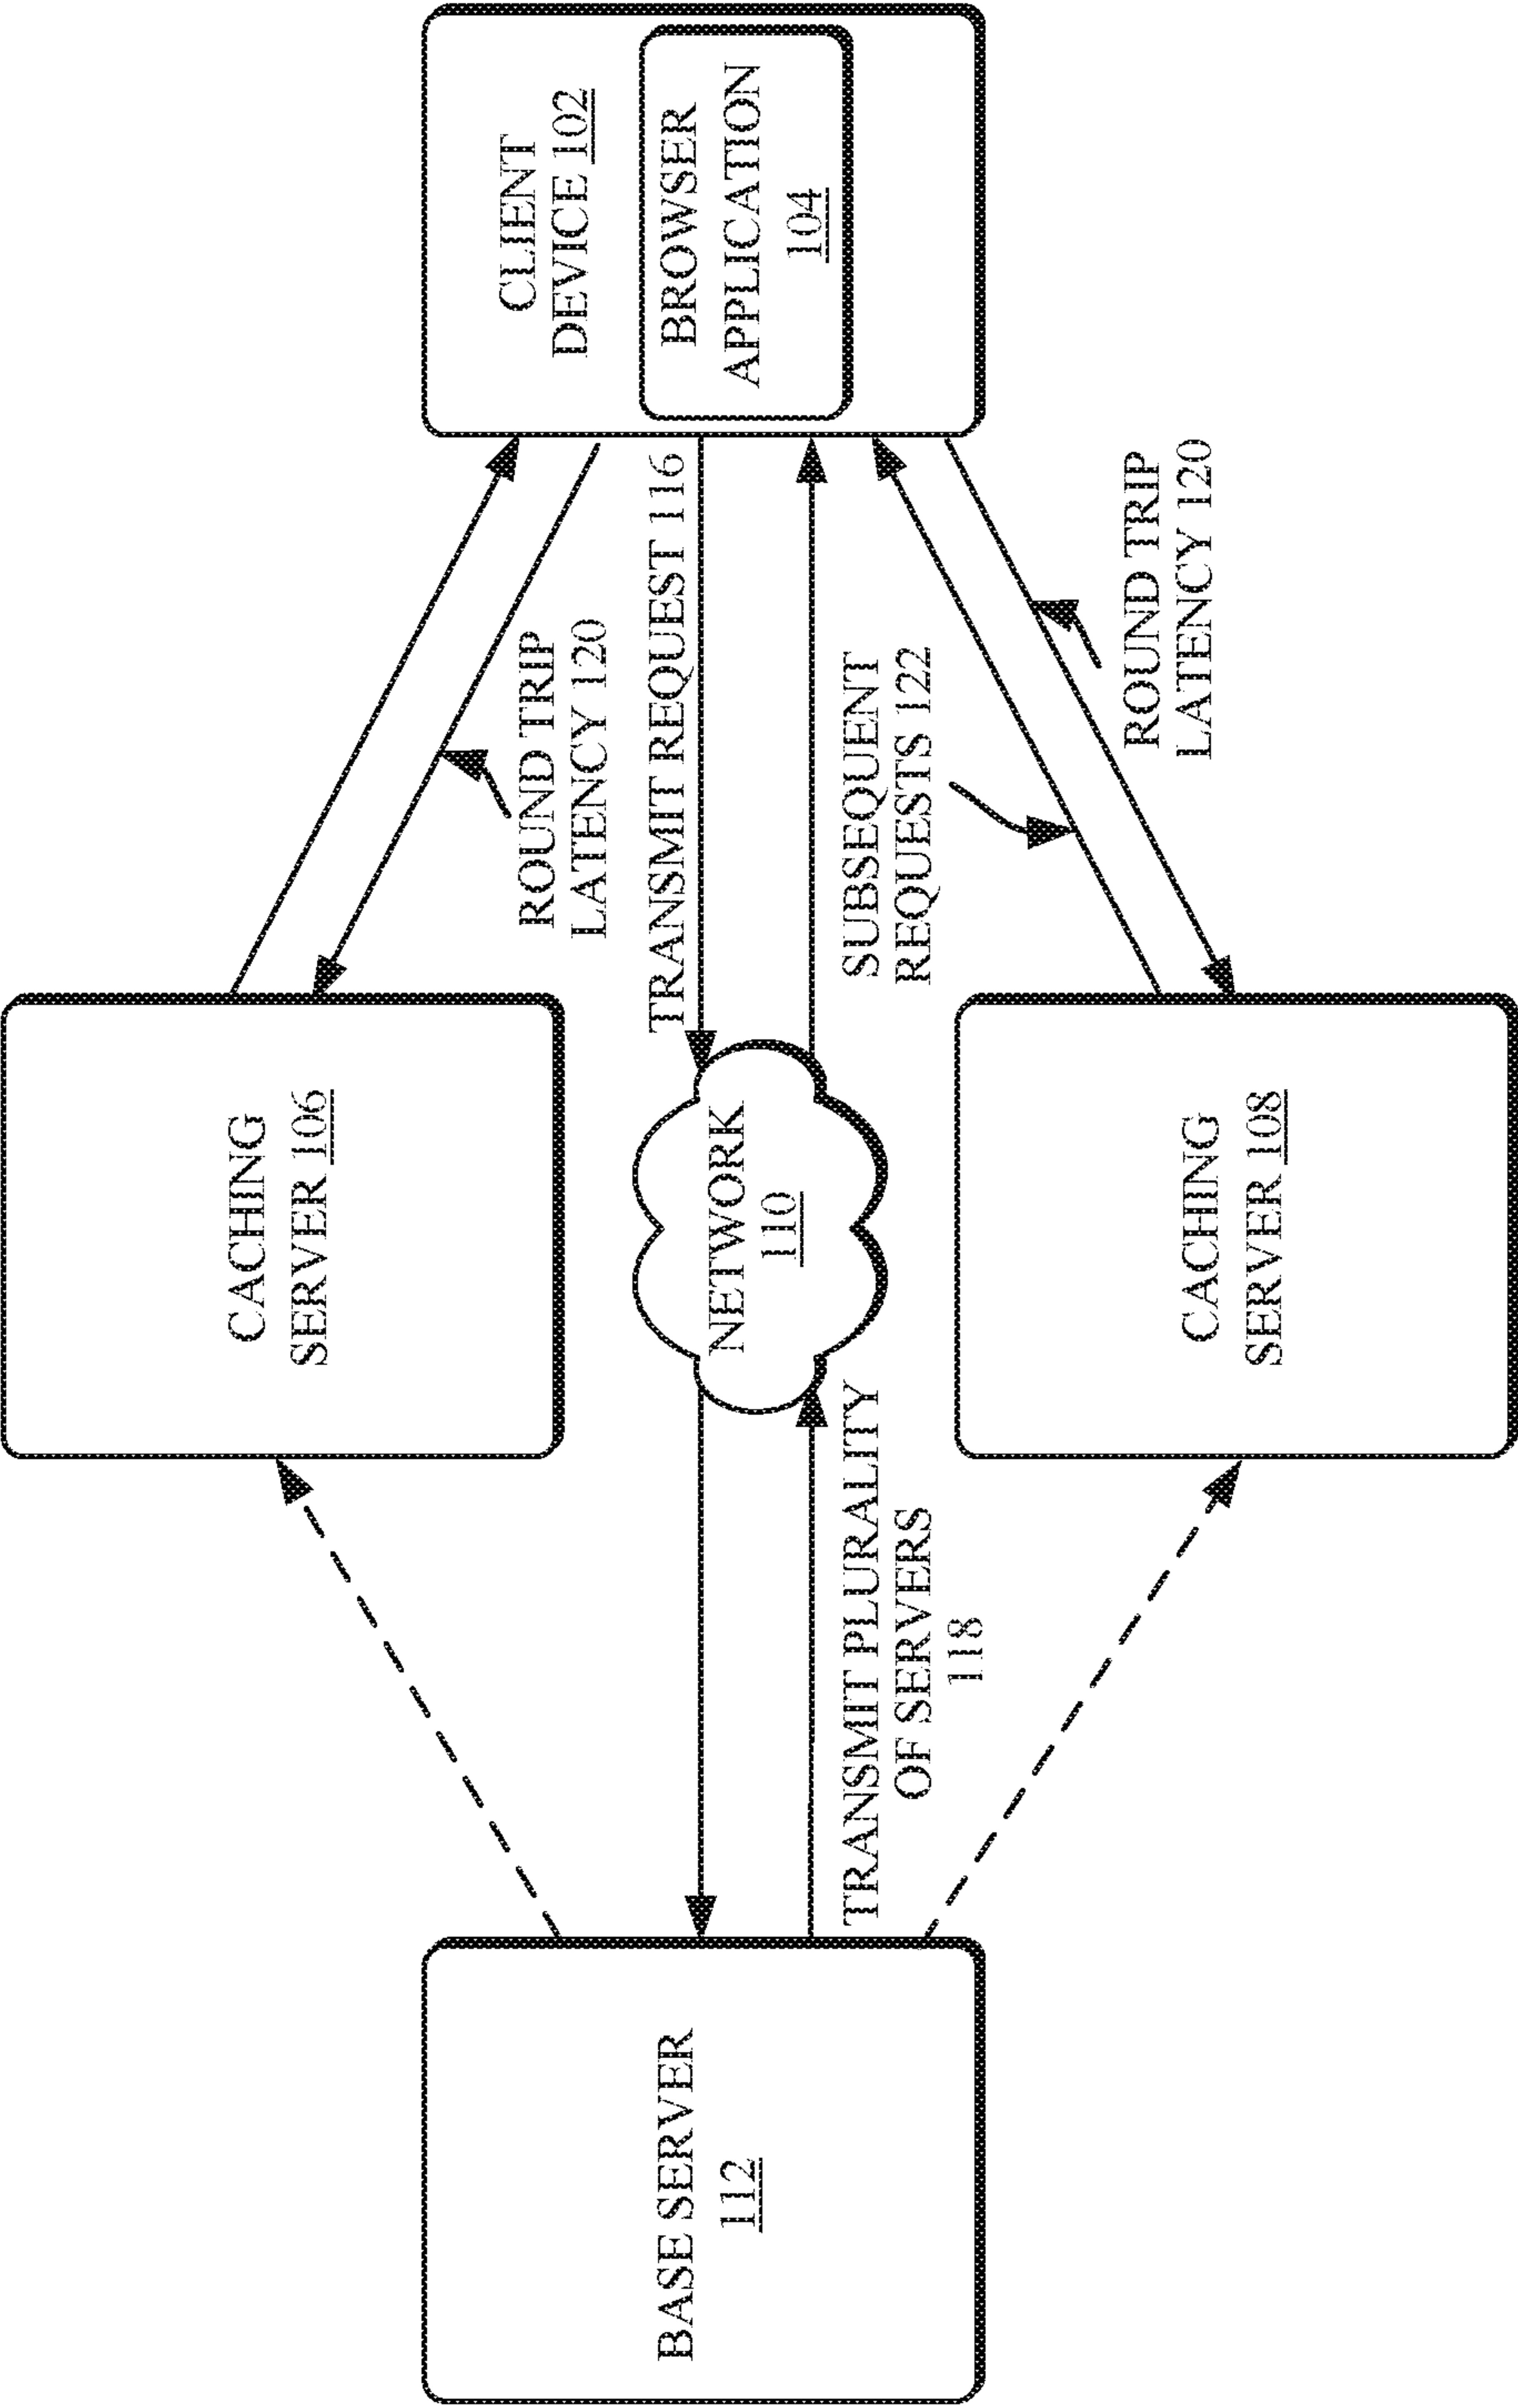 CACHING
SERVER 106
ROUND TRIP
LATENCY 120
CLIENT
DEVICE 102
BROWSER
APPLICATION
104
TRANSMIT REQUEST 116
BASE SERVER
112
NETWORK
110
TRANSMIT PLURALITY
OF SERVERS
118
SUBSEQUENT
REQUESTS 122
ROUND TRIP
LATENCY 120
CACHING
SERVER 108